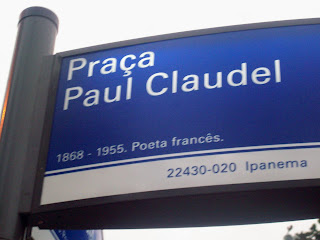 Praça
Paul Claudel
1868 - 1955. Poeta francês.
22430-020 Ipanema